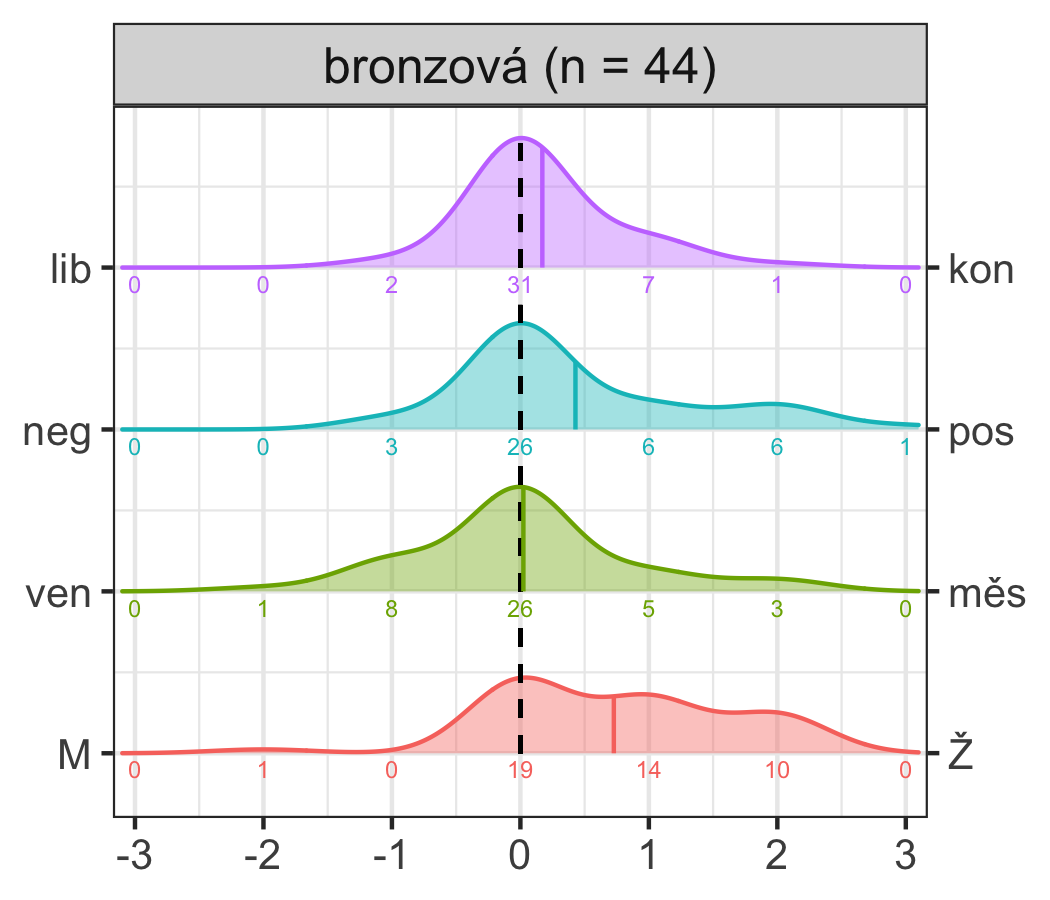 bronzová (n = 44)
lib kon
0 0 2 31 7 1 0
neg pos
0 0 3 26 6 6 1
ven měs
0 1 8 26 5 3 0
M Ž
0 1 0 19 14 10 0
-3 -2 -1 0 1 2 3